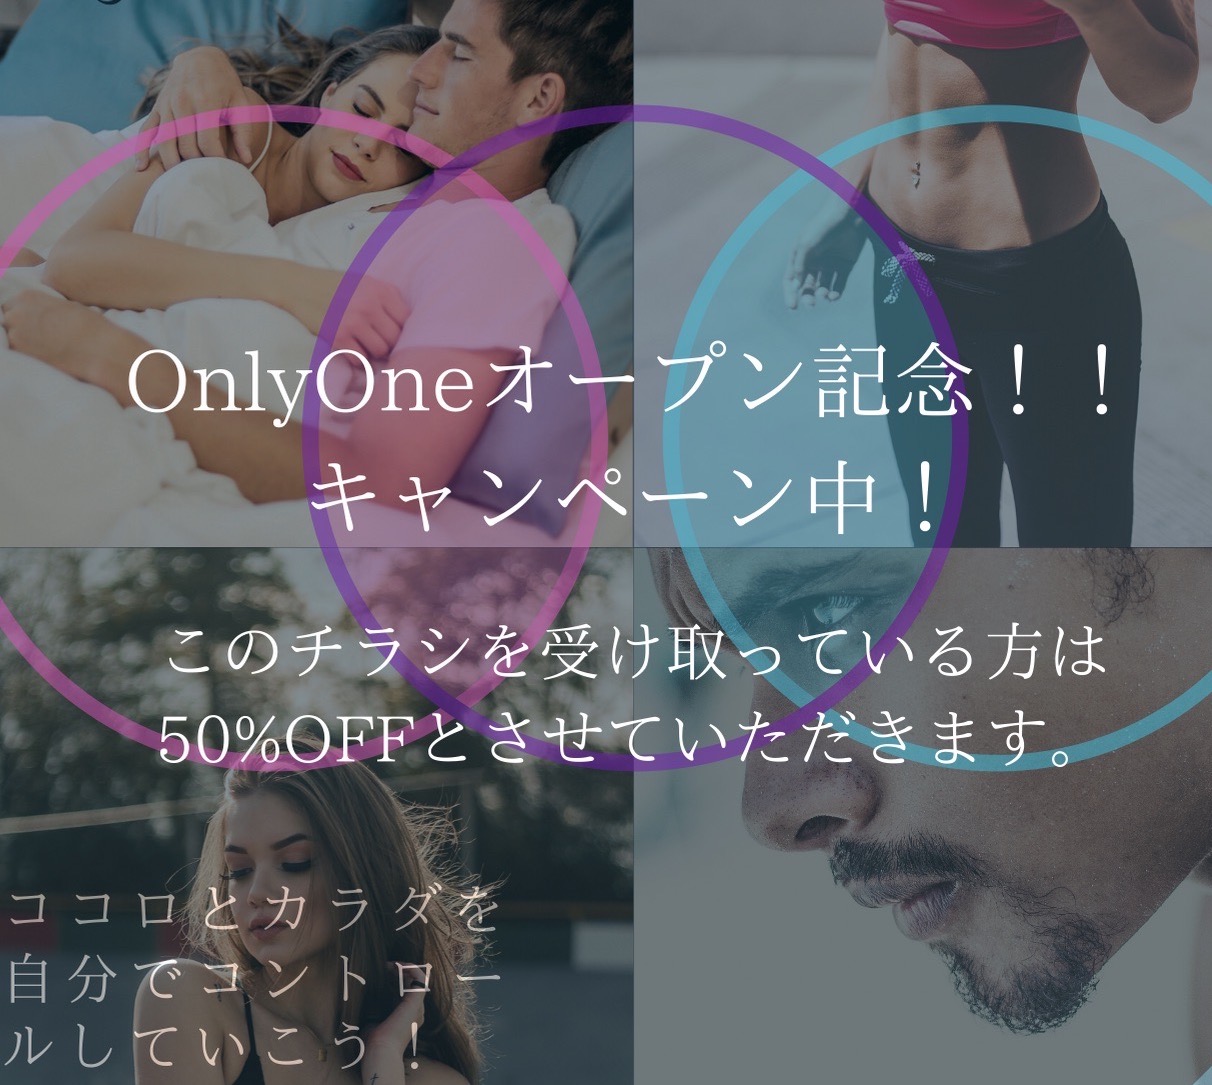 OnlyOneオープン記念！！
キャンペーン中！
このチラシを受け取っている方は
50%OFFとさせていただきます。
ココロとカラダを
自分でコントロー
ルしていこう！